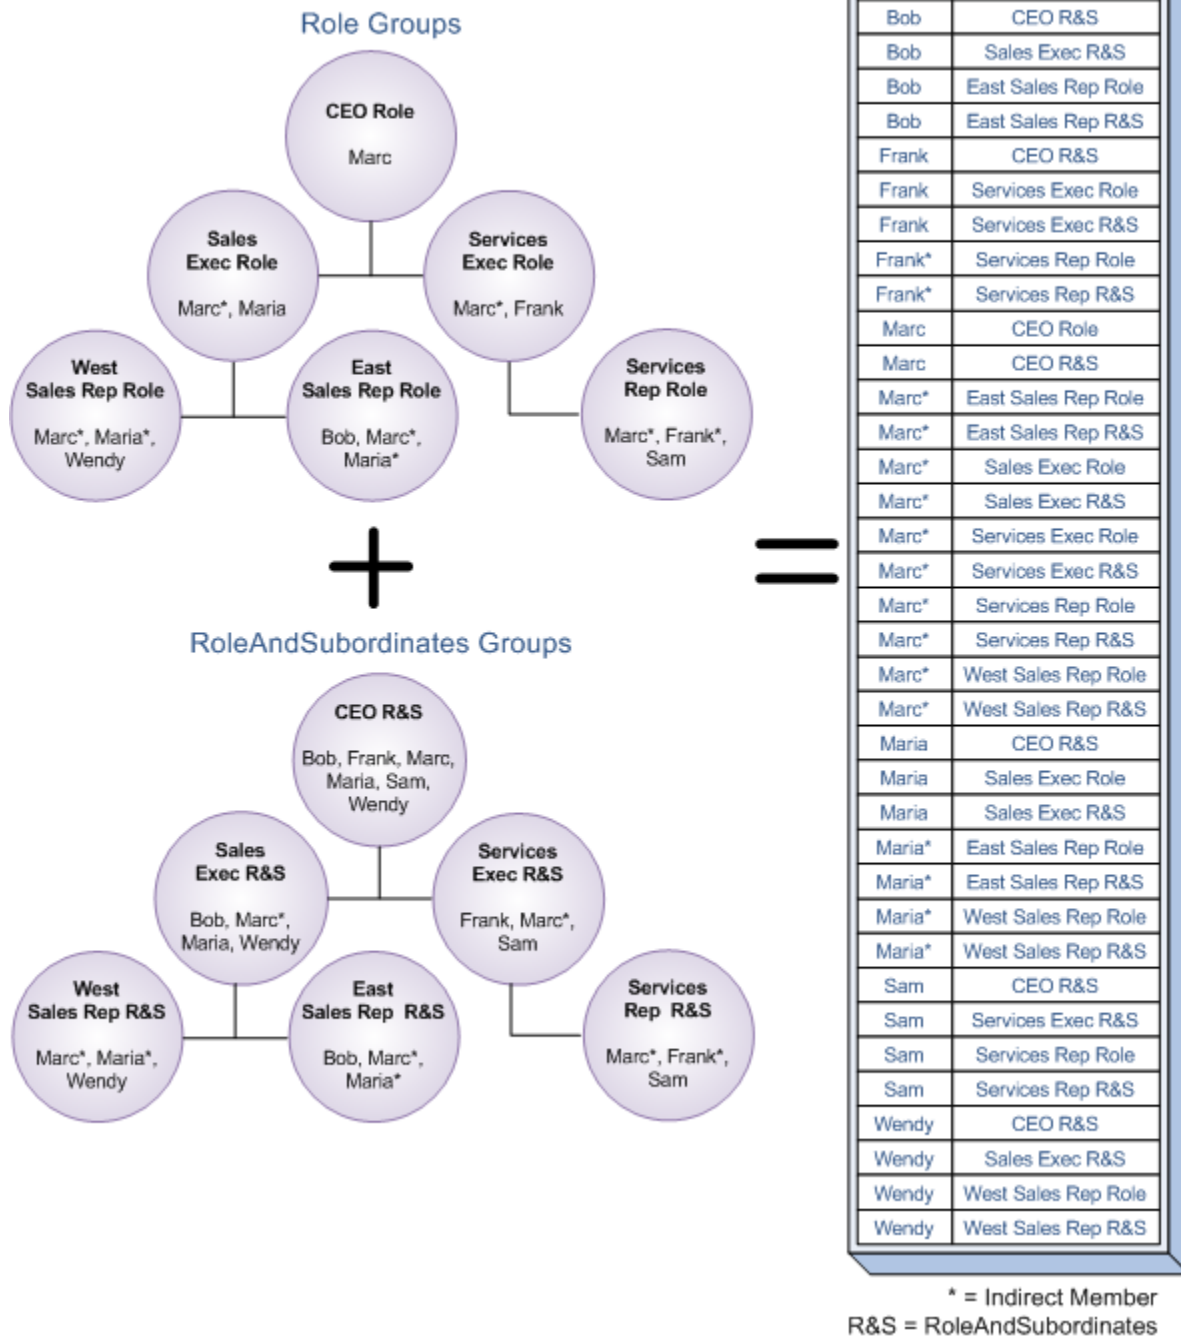 Role Groups
CEO Role
Marc
Sales
Exec Role
Marc*, Maria
Services
Exec Role
Marc*, Frank
West
Sales Rep Role
Marc*, Maria*,
Wendy
East
Sales Rep Role
Bob, Marc*,
Maria*
Services
Rep Role
Marc*, Frank*,
Sam
+
RoleAndSubordinates Groups
CEO R&S
Bob, Frank, Marc,
Maria, Sam,
Wendy
Sales
Exec R&S
Bob, Marc*,
Maria, Wendy
Services
Exec R&S
Frank, Marc*,
Sam
West
Sales Rep R&S
Marc*, Maria*,
Wendy
East
Sales Rep R&S
Bob, Marc*,
Maria*
Services
Rep R&S
Marc*, Frank*,
Sam
=
Bob CEO R&S
Bob Sales Exec R&S
Bob East Sales Rep Role
Bob East Sales Rep R&S
Frank CEO R&S
Frank Services Exec Role
Frank Services Exec R&S
Frank* Services Rep Role
Frank* Services Rep R&S
Marc CEO Role
Marc CEO R&S
Marc* East Sales Rep Role
Marc* East Sales Rep R&S
Marc* Sales Exec Role
Marc* Sales Exec R&S
Marc* Services Exec Role
Marc* Services Exec R&S
Marc* Services Rep Role
Marc* Services Rep R&S
Marc* West Sales Rep Role
Marc* West Sales Rep R&S
Maria CEO R&S
Maria Sales Exec Role
Maria Sales Exec R&S
Maria* East Sales Rep Role
Maria* East Sales Rep R&S
Maria* West Sales Rep Role
Maria* West Sales Rep R&S
Sam CEO R&S
Sam Services Exec R&S
Sam Services Rep Role
Sam Services Rep R&S
Wendy CEO R&S
Wendy Sales Exec R&S
Wendy West Sales Rep Role
Wendy West Sales Rep R&S
* = Indirect Member
R&S = RoleAndSubordinates